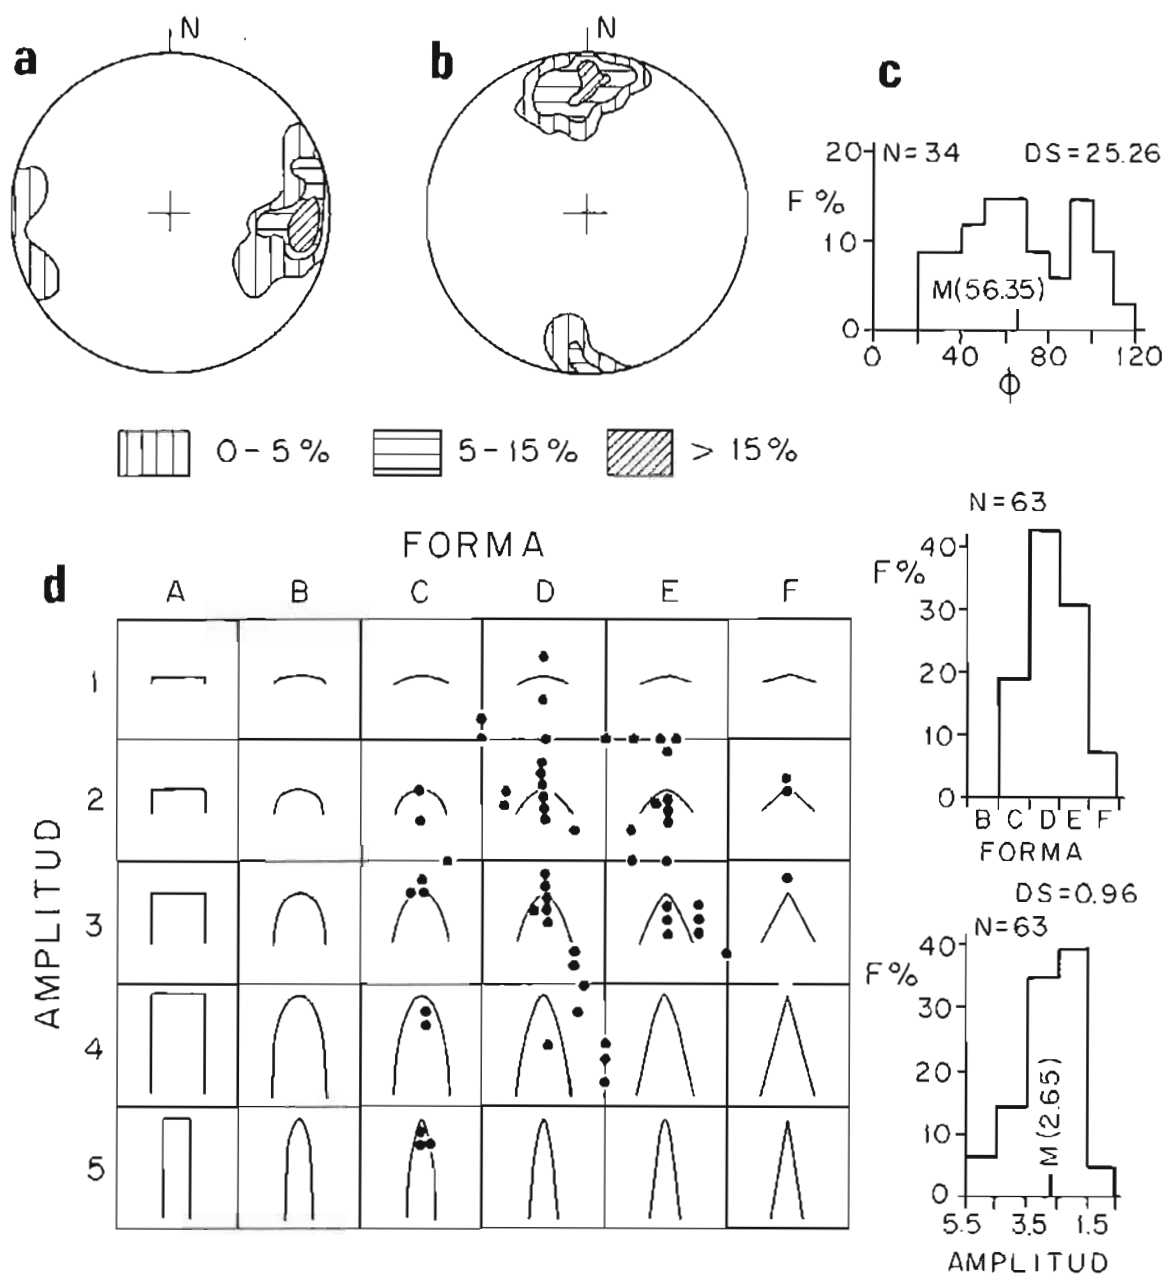 a
N
b
N
c
20
N=34
DS=25.26
F%
10
M(56.35)
0
0 40 80 120
Φ
0-5%
5-15%
> 15%
FORMA
d
A B C D E F
1
2
3
4
5
AMPLITUD
N=63
F%
40
30
20
10
0
B C D E F
FORMA
DS=0.96
N=63
F%
40
30
20
10
0
M(2.65)
5.5 3.5 1.5
AMPLITUD